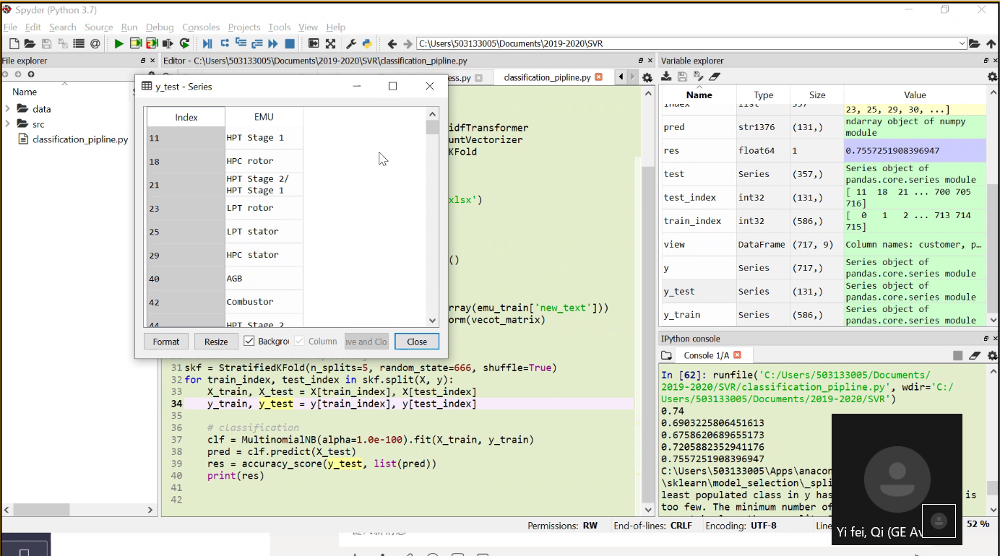 Spyder (Python 3.7)
File Edit Search Source Run Debug Consoles Projects Tools View Help
C:\Users\503133005\Documents\2019-2020\SVR
File explorer
Name
data
src
classification_pipline.py
Editor - C:\Users\503133005\Documents\2019-2020\SVR\classification_pipline.py
ess.py
classification_pipline.py
y_test - Series
Index EMU
11 HPT Stage 1
18 HPC rotor
21 HPT Stage 2/
HPT Stage 1
23 LPT rotor
25 LPT stator
29 HPC stator
40 AGB
42 Combustor
44 HPT Stage 2
Format Resize Backgrou Column ave and Clo Close
idfTransformer
untVectorizer
KFold
xlsx')
()
rray(emu_train['new_text']))
orm(vecot_matrix)
31 skf = StratifiedKFold(n_splits=5, random_state=666, shuffle=True)
32 for train_index, test_index in skf.split(X, y):
33 X_train, X_test = X[train_index], X[test_index]
34 y_train, y_test = y[train_index], y[test_index]
35
36 # classification
37 clf = MultinomialNB(alpha=1.0e-100).fit(X_train, y_train)
38 pred = clf.predict(X_test)
39 res = accuracy_score(y_test, list(pred))
40 print(res)
41
42
Variable explorer
Name Type Size Value
index list 357 23, 25, 29, 30, ...]
pred str1376 (131,) ndarray object of numpy
module
res float64 1 0.7557251908396947
test Series (357,) Series object of
pandas.core.series module
test_index int32 (131,) [ 11 18 21 ... 700 705
716]
train_index int32 (586,) [ 0 1 2 ... 713 714
715]
view DataFrame (717, 9) Column names: customer, p...
y Series (717,) Series object of
pandas.core.series module
y_test Series (131,) Series object of
pandas.core.series module
y_train Series (586,) Series object of
pandas.core.series module
IPython console
Console 1/A
In [62]: runfile('C:/Users/503133005/Documents/
2019-2020/SVR/classification_pipline.py', wdir='C:/
Users/503133005/Documents/2019-2020/SVR')
0.74
0.6903225806451613
0.6758620689655173
0.7205882352941176
0.7557251908396947
C:\Users\503133005\Apps\anacon
\sklearn\model_selection\_spli
least populated class in y has is
too few. The minimum number of
Yi fei, Qi (GE Av
Permissions: RW End-of-lines: CRLF Encoding: UTF-8 Line 52 %